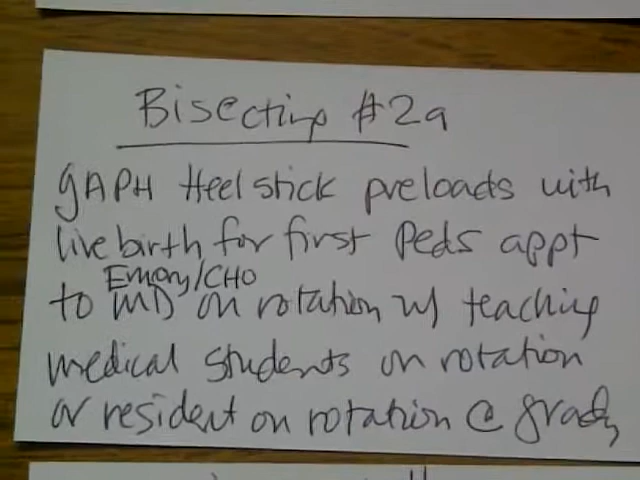 Bisecting #2a
GAPH Heelstick preloads with
live birth for first Peds appt
Emory/CHO
to MD on rotation w/ teaching
medical students on rotation
or resident on rotation @ Grady